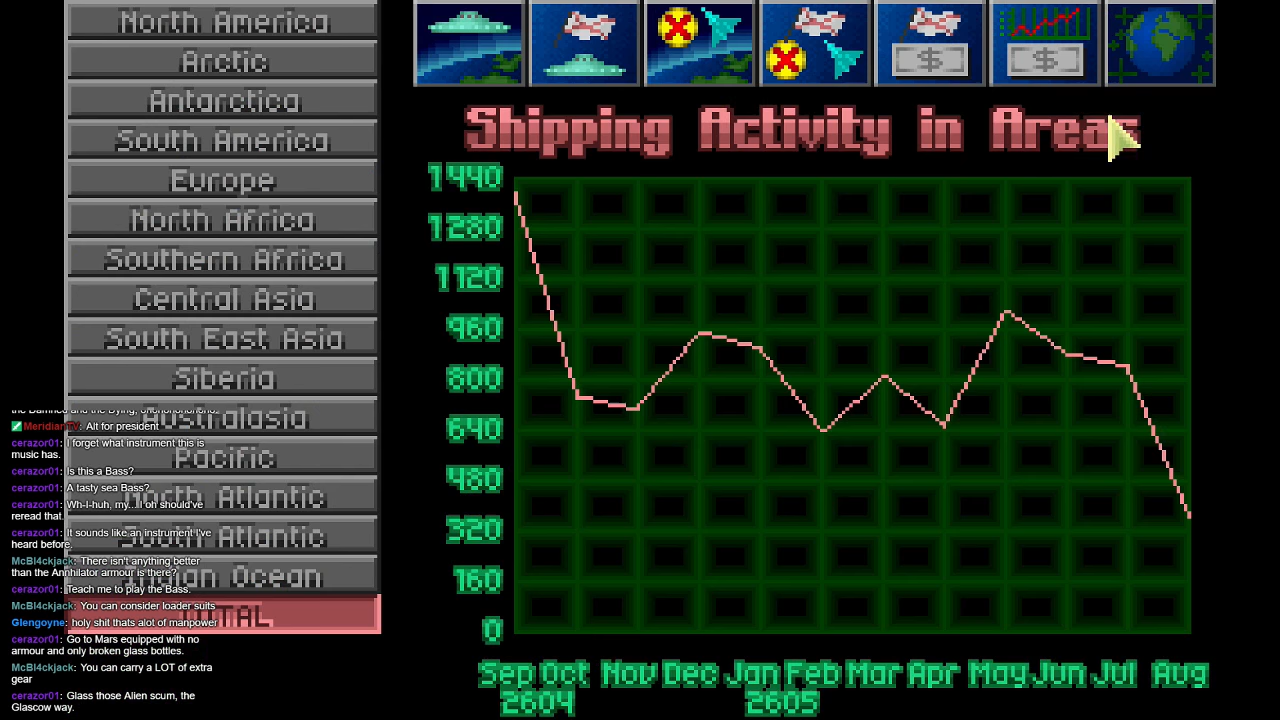 North America
Arctic
Antarctica
South America
Europe
North Africa
Southern Africa
Central Asia
South East Asia
Siberia
Australasia
Pacific
North Atlantic
South Atlantic
Indian Ocean
TOTAL
the Damned and the Dying, ohohohohohoho.
MeridianTV: Alt for president
cerazor01: I forget what instrument this is
music has.
cerazor01: Is this a Bass?
cerazor01: A tasty sea Bass?
cerazor01: Wh-I-huh, my... I oh should've
reread that.
cerazor01: It sounds like an instrument I've
heard before.
McBl4ckjack: There isn't anything better
than the Annhilator armour is there?
cerazor01: Teach me to play the Bass.
McBl4ckjack: You can consider loader suits
Glengoyne: holy shit thats alot of manpower
cerazor01: Go to Mars equipped with no
armour and only broken glass bottles.
McBl4ckjack: You can carry a LOT of extra
gear
cerazor01: Glass those Alien scum, the
Glascow way.
$ $
Shipping Activity in Areas
1440
1280
1120
960
800
640
480
320
160
0
Sep Oct Nov Dec Jan Feb Mar Apr May Jun Jul Aug
2604 2605